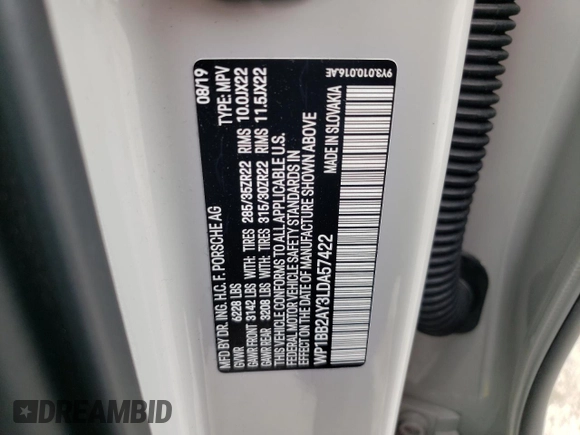 9Y3.010.016.AE
MFD BY DR. ING. H.C. F. PORSCHE AG 08/19
GVWR 6228 LBS TYPE: MPV
GAWR FRONT 3142 LBS WITH: TIRES 285/35ZR22 RIMS 10.0JX22
GAWR REAR 3208 LBS WITH: TIRES 315/30ZR22 RIMS 11.5JX22
THIS VEHICLE CONFORMS TO ALL APPLICABLE U.S.
FEDERAL MOTOR VEHICLE SAFETY STANDARDS IN
EFFECT ON THE DATE OF MANUFACTURE SHOWN ABOVE
WP1BB2AY3LDA57422 MADE IN SLOVAKIA
DREAMBID